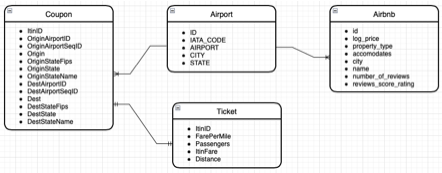 Coupon
ItinID
OriginAirportID
OriginAirportSeqID
Origin
OriginStateFips
OriginState
OriginStateName
DestAirportID
DestAirportSeqID
Dest
DestStateFips
DestState
DestStateName
Airport
ID
IATA_CODE
AIRPORT
CITY
STATE
Airbnb
id
log_price
property_type
accomodates
city
name
number_of_reviews
reviews_score_rating
Ticket
ItinID
FarePerMile
Passengers
ItinFare
Distance